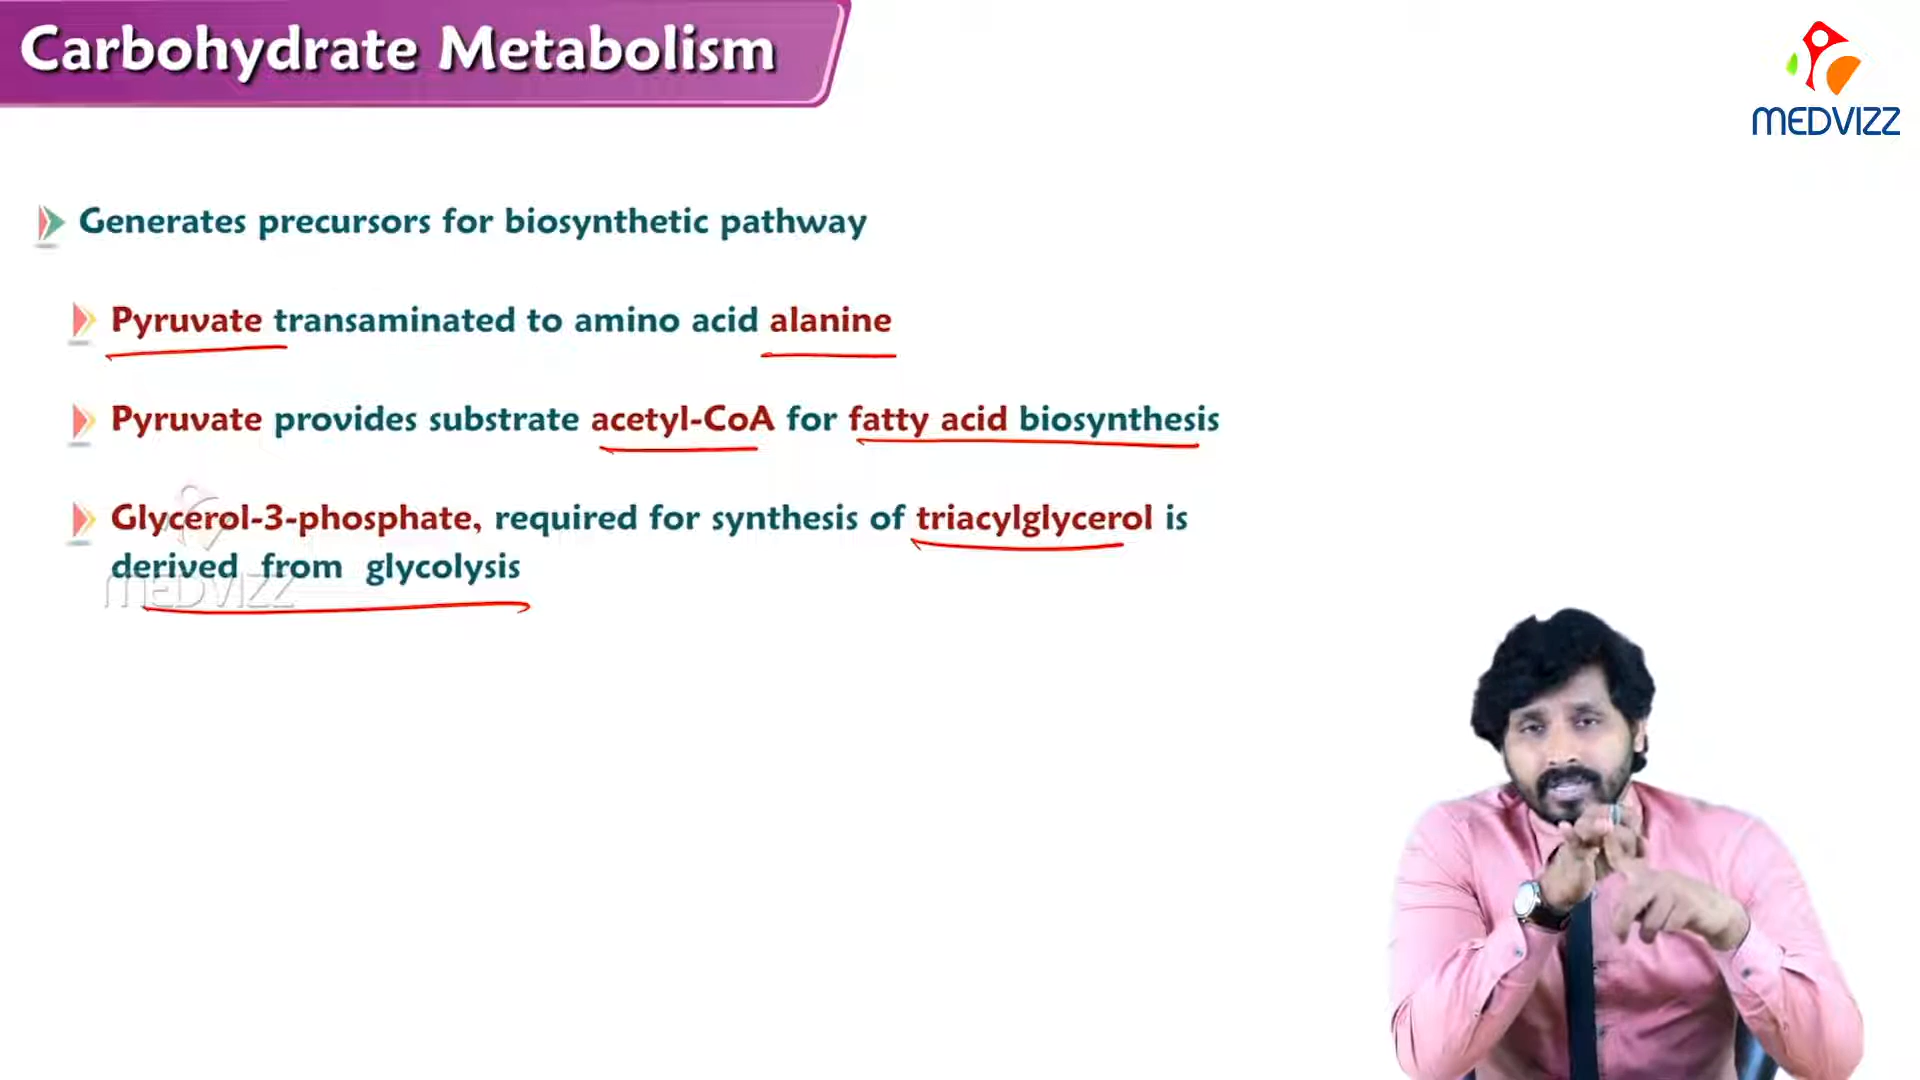 Carbohydrate Metabolism
MEDVIZZ
Generates precursors for biosynthetic pathway
Pyruvate transaminated to amino acid alanine
Pyruvate provides substrate acetyl-CoA for fatty acid biosynthesis
Glycerol-3-phosphate, required for synthesis of triacylglycerol is
derived from glycolysis
MEDVIZZ